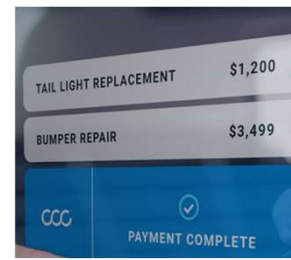 TAIL LIGHT REPLACEMENT $1,200
BUMPER REPAIR $3,499
CCC
PAYMENT COMPLETE